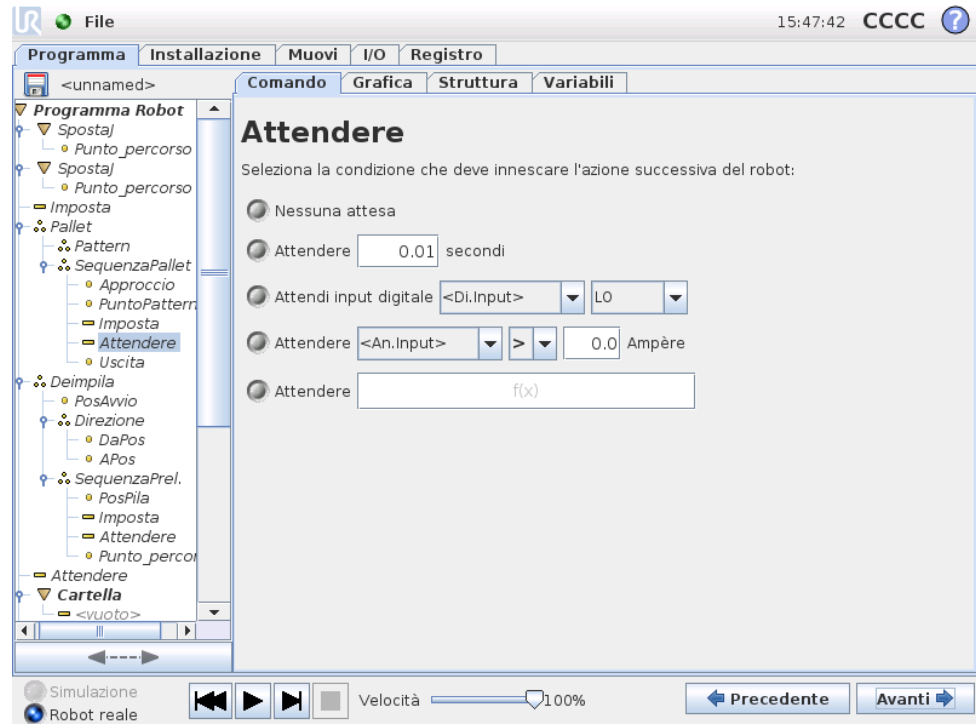 UR File 15:47:42 CCCC ?
Programma Installazione Muovi I/O Registro
<unnamed>
Comando Grafica Struttura Variabili
Programma Robot
SpostaJ
Punto_percorso
SpostaJ
Punto_percorso
Imposta
Pallet
Pattern
SequenzaPallet
Approccio
PuntoPattern
Imposta
Attendere
Uscita
Deimpila
PosAvvio
Direzione
DaPos
APos
SequenzaPrel.
PosPila
Imposta
Attendere
Punto_percor
Attendere
Cartella
<vuoto>
Attendere
Seleziona la condizione che deve innescare l'azione successiva del robot:
Nessuna attesa
Attendere 0.01 secondi
Attendi input digitale <Di.Input> LO
Attendere <An.Input> > 0.0 Ampère
Attendere f(x)
Simulazione
Robot reale
Velocità 100%
Precedente Avanti